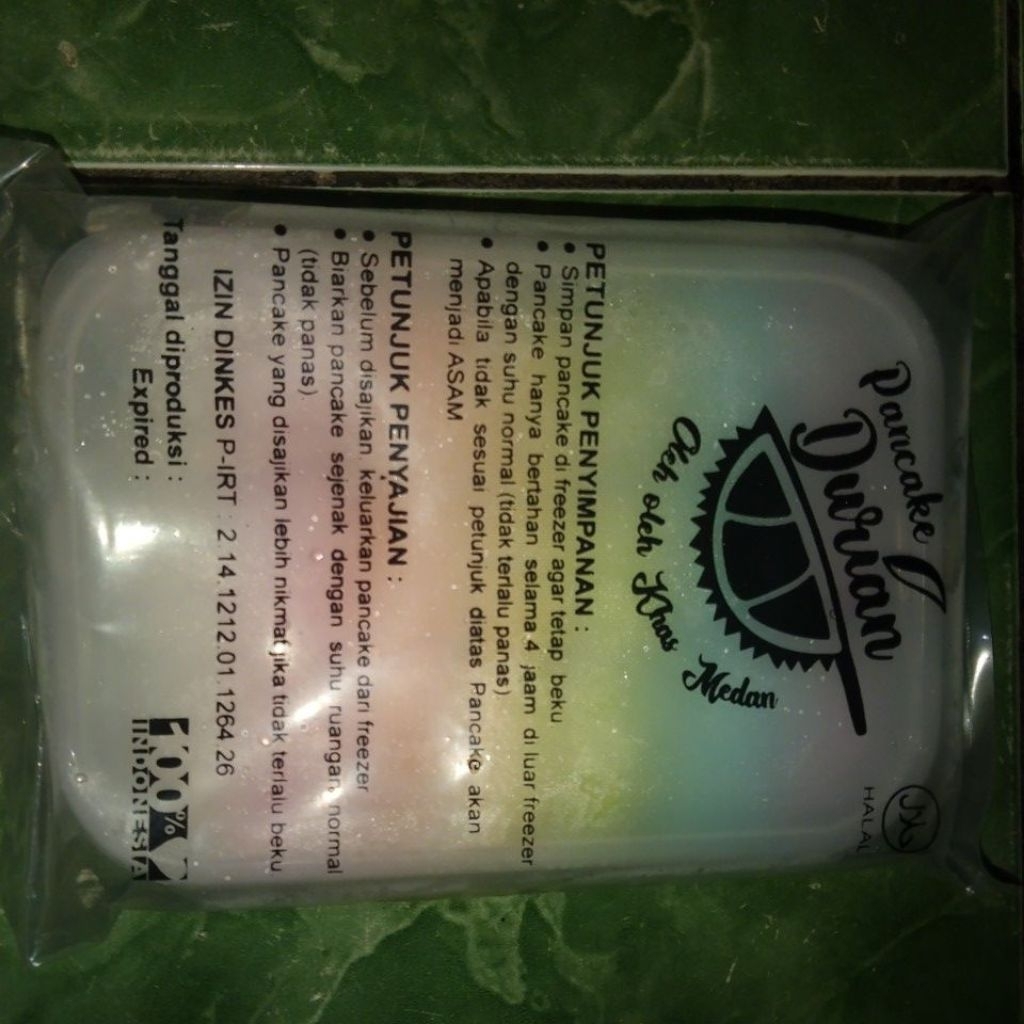 Pancake
Durian
Oleh oleh Khas Medan
HALAL
PETUNJUK PENYIMPANAN :
• Simpan pancake di freezer agar tetap beku
• Pancake hanya bertahan selama 4 jaam di luar freezer
dengan suhu normal (tidak terlalu panas)
• Apabila tidak sesuai petunjuk diatas Pancake akan
menjadi ASAM
PETUNJUK PENYAJIAN :
• Sebelum disajikan, keluarkan pancake dari freezer
• Biarkan pancake sejenak dengan suhu ruangan normal
(tidak panas).
• Pancake yang disajikan lebih nikmat jika tidak terlalu beku
IZIN DINKES P-IRT : 2.14.1212.01.1264.26
Tanggal diproduksi :
Expired :
100%
INDONESIA